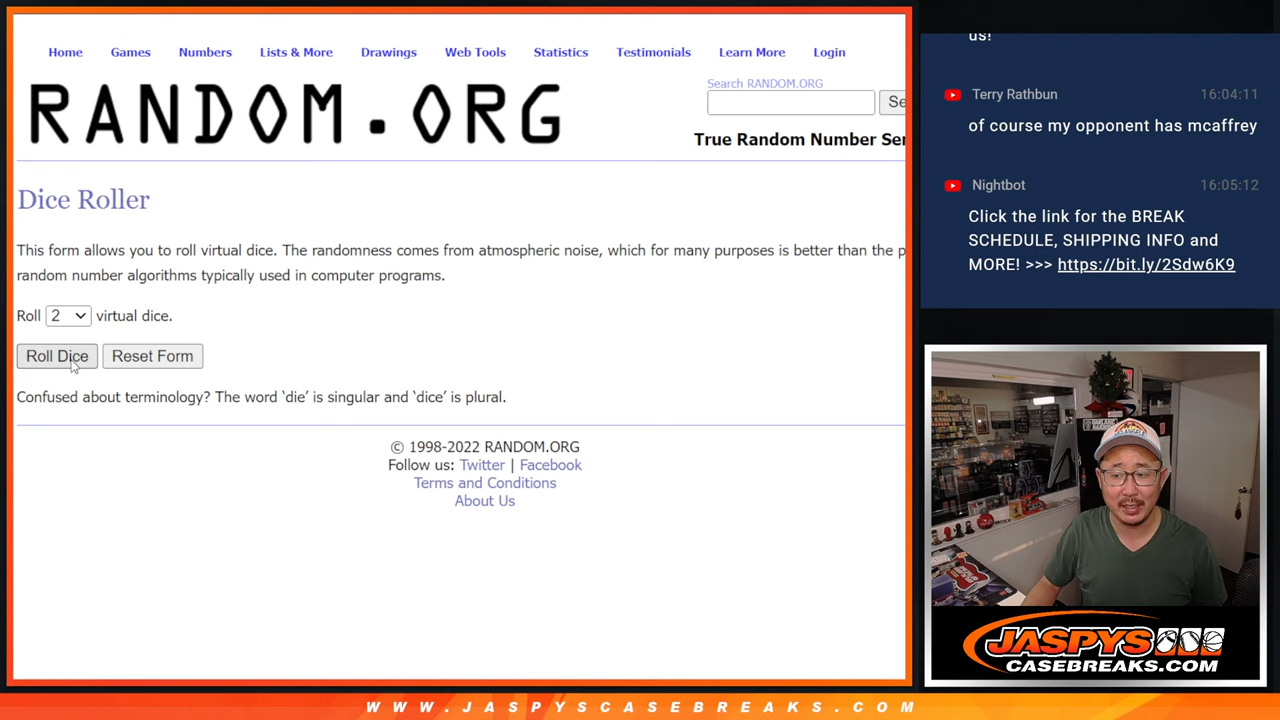 Home Games Numbers Lists & More Drawings Web Tools Statistics Testimonials Learn More Login
RANDOM.ORG
Search RANDOM.ORG
Se
True Random Number Ser
Dice Roller
This form allows you to roll virtual dice. The randomness comes from atmospheric noise, which for many purposes is better than the p
random number algorithms typically used in computer programs.
Roll 2 virtual dice.
Roll Dice Reset Form
Confused about terminology? The word ‘die’ is singular and ‘dice’ is plural.
© 1998-2022 RANDOM.ORG
Follow us: Twitter | Facebook
Terms and Conditions
About Us
us!
Terry Rathbun 16:04:11
of course my opponent has mcaffrey
Nightbot 16:05:12
Click the link for the BREAK
SCHEDULE, SHIPPING INFO and
MORE! >>> https://bit.ly/2Sdw6K9
JASPYS
CASEBREAKS.COM
WWW.JASPYSCASEBREAKS.COM